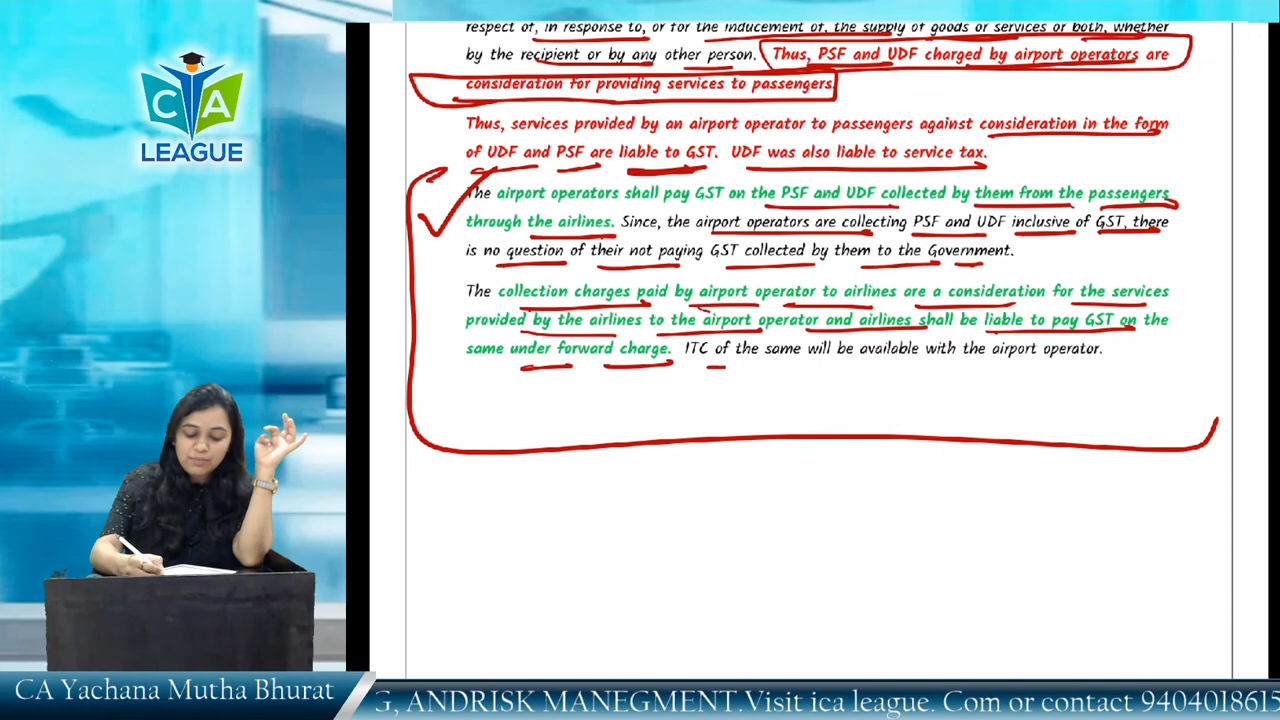 respect of, in response to, or for the inducement of, the supply of goods or services or both, whether
by the recipient or by any other person. Thus, PSF and UDF charged by airport operators are
consideration for providing services to passengers.
Thus, services provided by an airport operator to passengers against consideration in the form
of UDF and PSF are liable to GST. UDF was also liable to service tax.
The airport operators shall pay GST on the PSF and UDF collected by them from the passengers
through the airlines. Since, the airport operators are collecting PSF and UDF inclusive of GST, there
is no question of their not paying GST collected by them to the Government.
The collection charges paid by airport operator to airlines are a consideration for the services
provided by the airlines to the airport operator and airlines shall be liable to pay GST on the
same under forward charge. ITC of the same will be available with the airport operator.
CA
LEAGUE
CA Yachana Mutha Bhurat
G, ANDRISK MANEGMENT.Visit ica league. Com or contact 9404018615